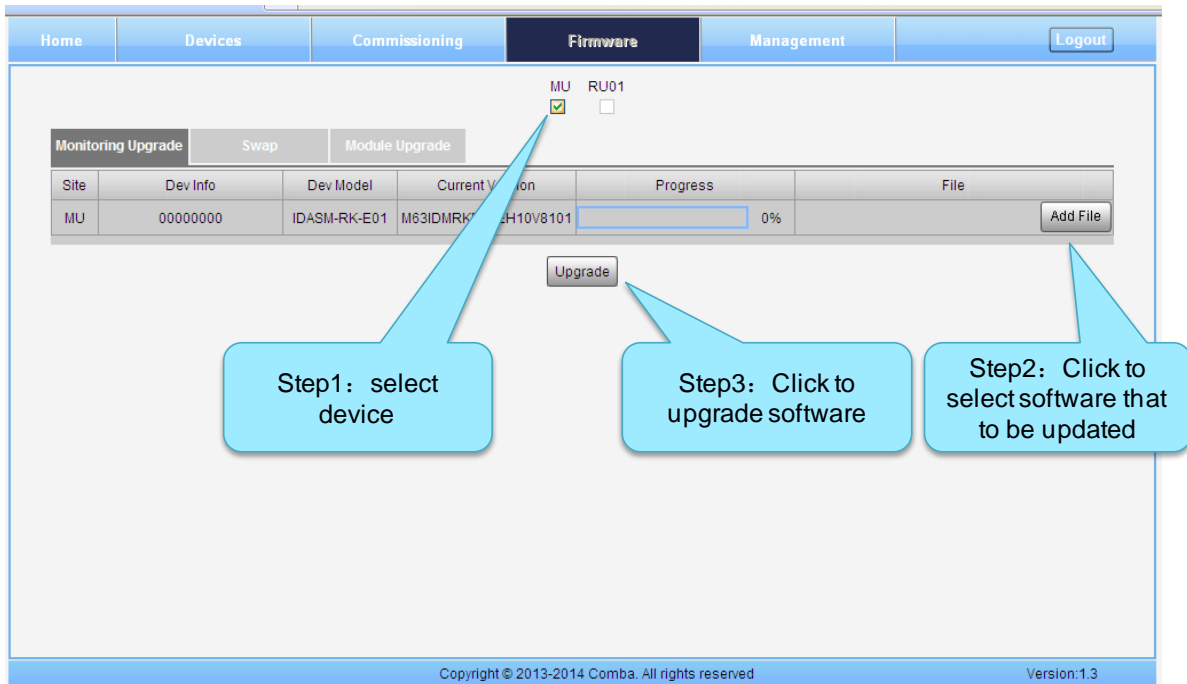 Home Devices Commissioning Firmware Management Logout
MU RU01
Monitoring Upgrade Swap Module Upgrade
Site Dev Info Dev Model Current Progress File
MU 00000000 IDASM-RK-E01 0% Add File
Upgrade
Step1：select
device
Step3：Click to
upgrade software
Step2：Click to
select software that
to be updated
Copyright © 2013-2014 Comba. All rights reserved Version:1.3